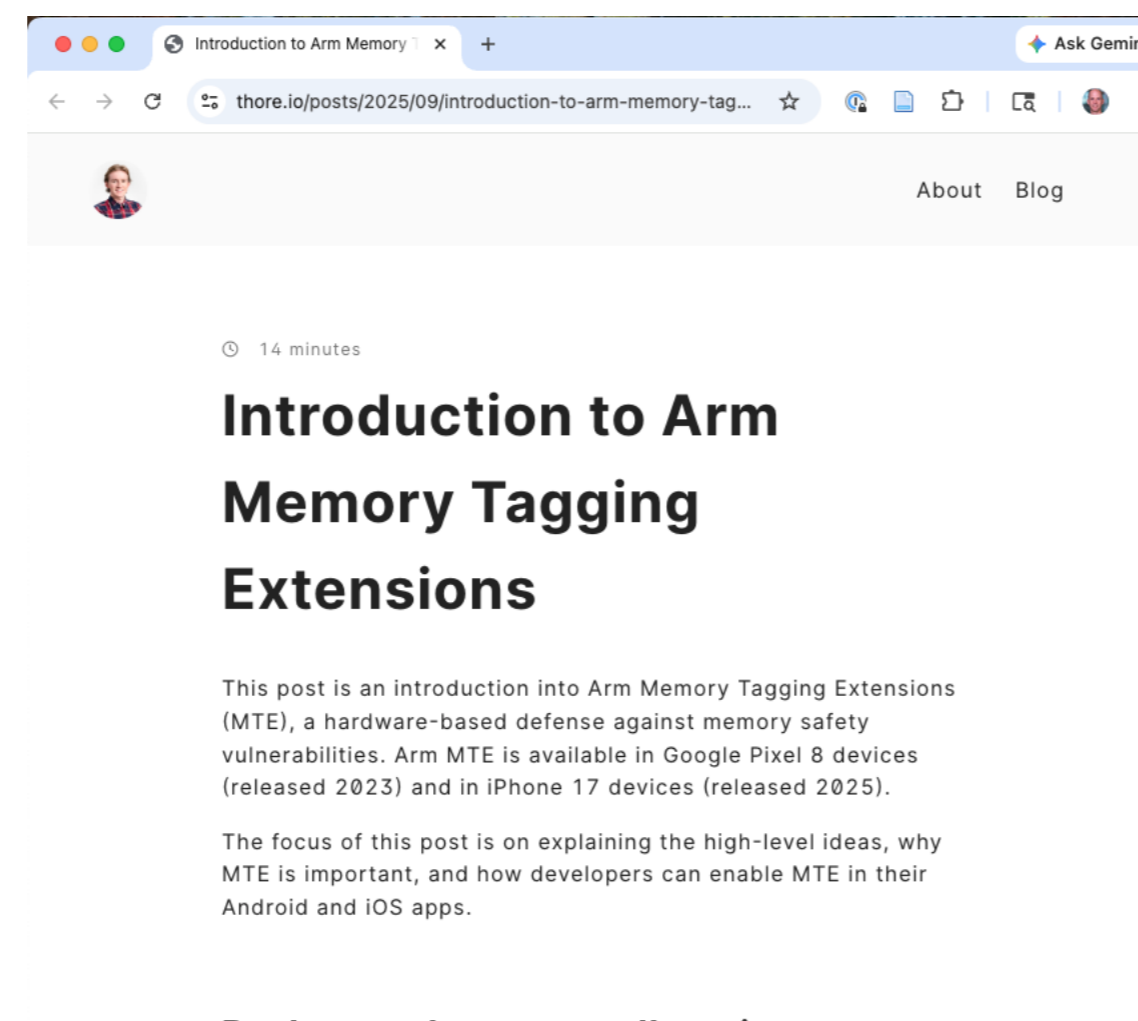 Introduction to Arm Memory
Ask Gemin
thore.io/posts/2025/09/introduction-to-arm-memory-tag...
About Blog
14 minutes
Introduction to Arm
Memory Tagging
Extensions
This post is an introduction into Arm Memory Tagging Extensions
(MTE), a hardware-based defense against memory safety
vulnerabilities. Arm MTE is available in Google Pixel 8 devices
(released 2023) and in iPhone 17 devices (released 2025).
The focus of this post is on explaining the high-level ideas, why
MTE is important, and how developers can enable MTE in their
Android and iOS apps.